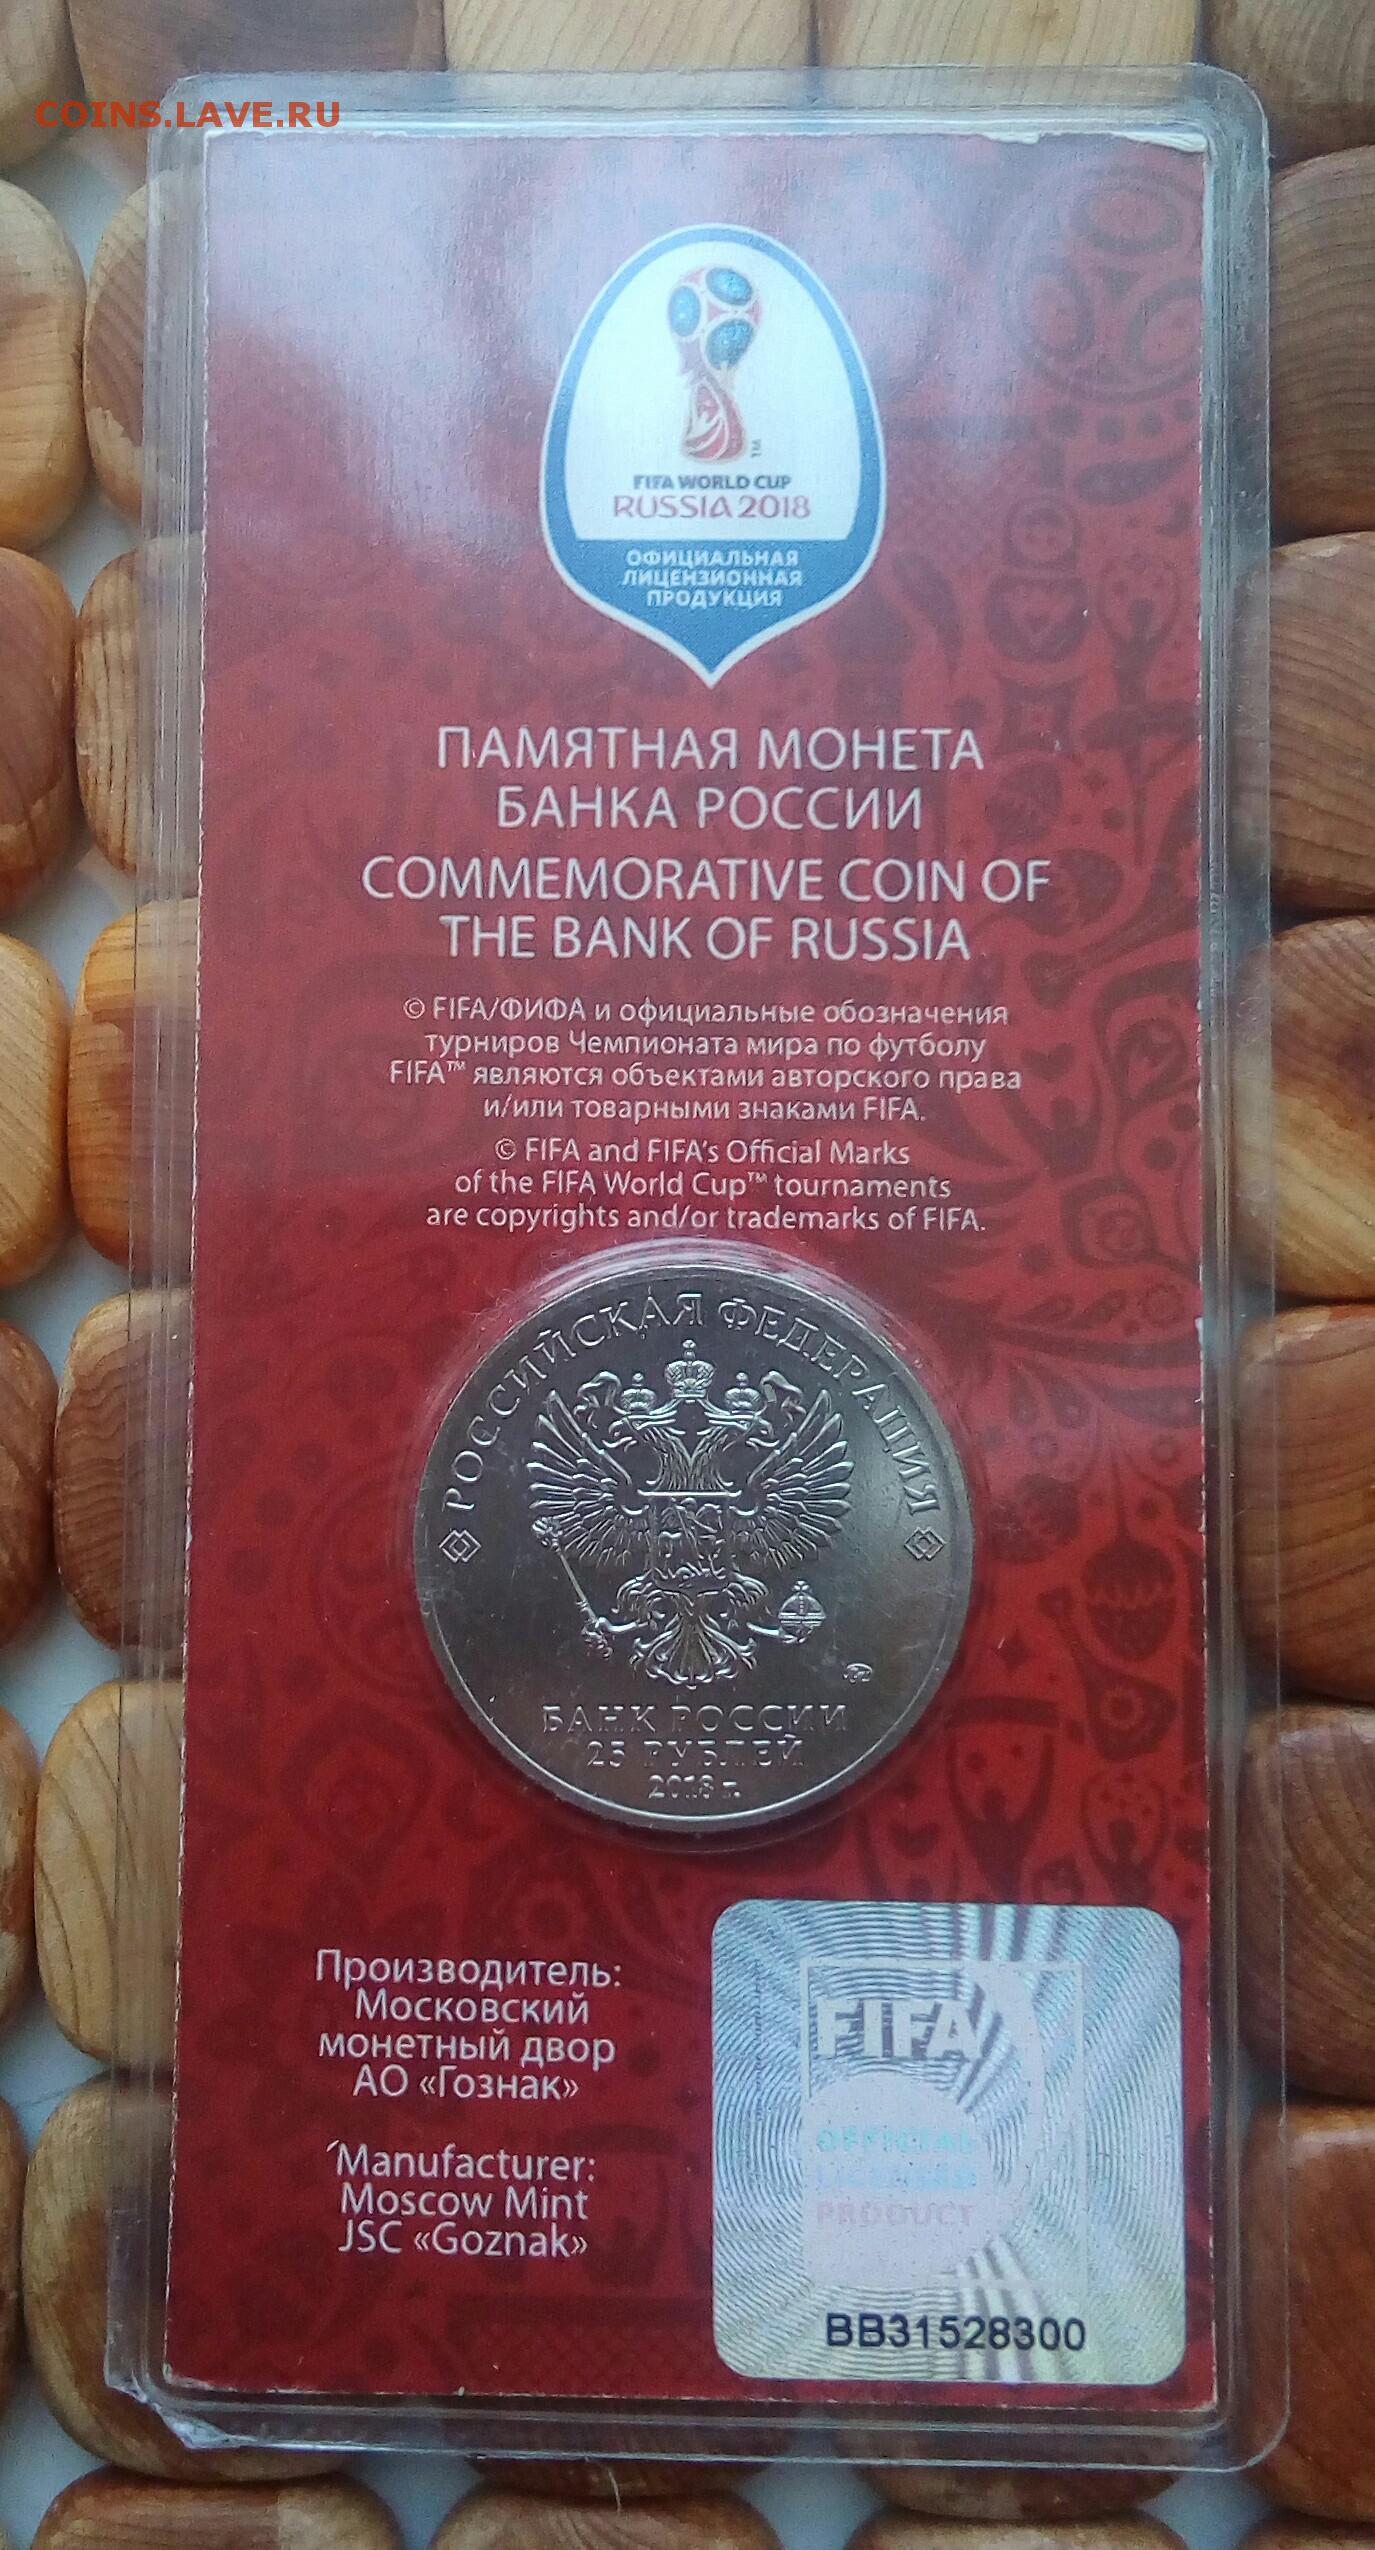 COINS.LAVE.RU
FIFA WORLD CUP
RUSSIA 2018
ОФИЦИАЛЬНАЯ
ЛИЦЕНЗИОННАЯ
ПРОДУКЦИЯ
ПАМЯТНАЯ МОНЕТА
БАНКА РОССИИ
COMMEMORATIVE COIN OF
THE BANK OF RUSSIA
© FIFA/ФИФА и официальные обозначения
турниров Чемпионата мира по футболу
FIFA™ являются объектами авторского права
и/или товарными знаками FIFA.
© FIFA and FIFA's Official Marks
of the FIFA World Cup™ tournaments
are copyrights and/or trademarks of FIFA.
РОССИЙСКАЯ ФЕДЕРАЦИЯ
БАНК РОССИИ
25 РУБЛЕЙ
2018 г.
Производитель:
Московский
монетный двор
АО «Гознак»
Manufacturer:
Moscow Mint
JSC «Goznak»
FIFA
OFFICIAL
LICENSED
PRODUCT
BB31528300